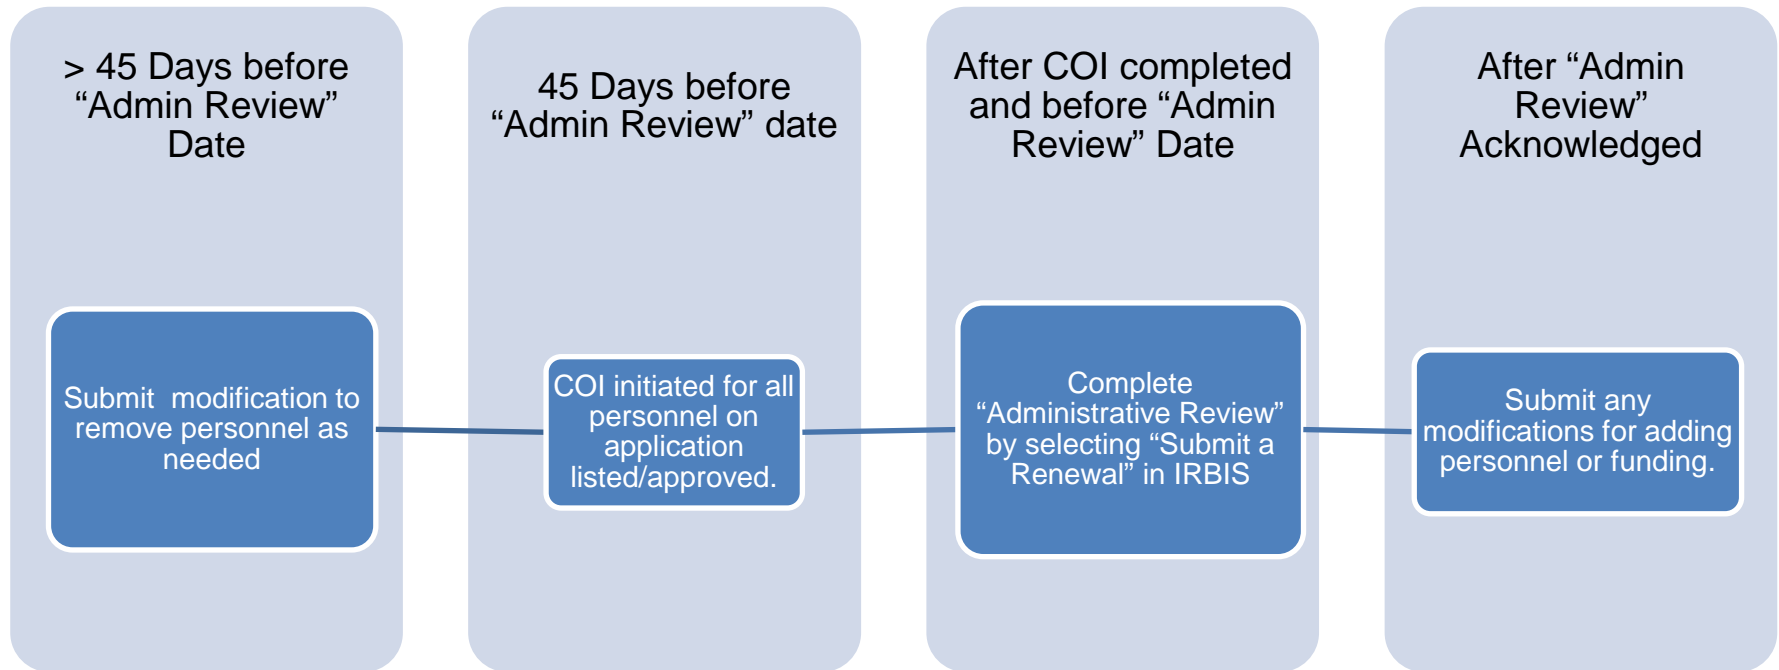 > 45 Days before
“Admin Review”
Date
Submit  modification to
remove personnel as
needed
45 Days before
“Admin Review” date
COI initiated for all
personnel on
application
listed/approved.
After COI completed
and before “Admin
Review” Date
Complete
“Administrative Review”
by selecting “Submit a
Renewal” in IRBIS
After “Admin
Review”
Acknowledged
Submit any
modifications for adding
personnel or funding.